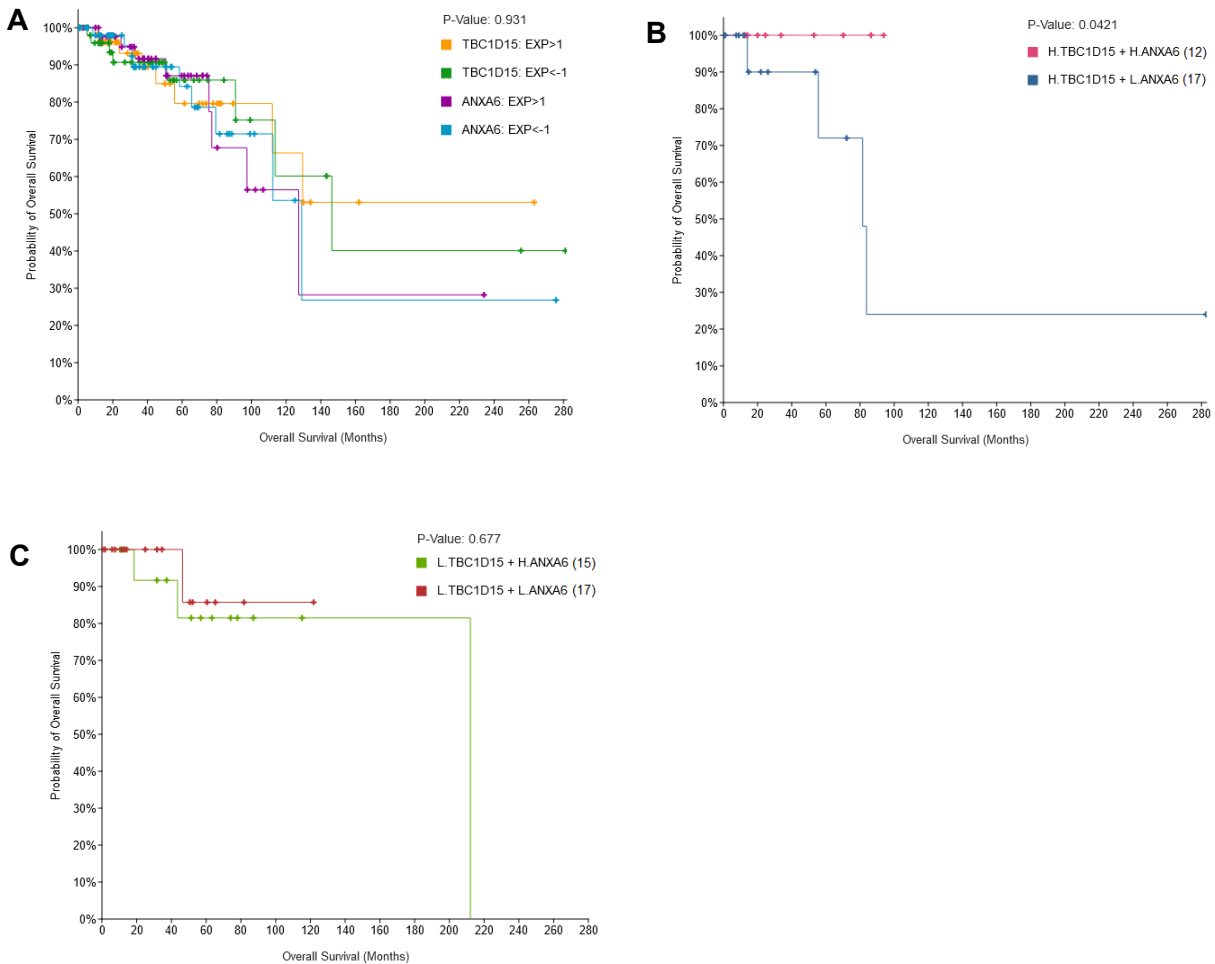 A
P-Value: 0.931
TBC1D15: EXP>1
TBC1D15: EXP<-1
ANXA6: EXP>1
ANXA6: EXP<-1
Probability of Overall Survival
100%
90%
80%
70%
60%
50%
40%
30%
20%
10%
0%
0 20 40 60 80 100 120 140 160 180 200 220 240 260 280
Overall Survival (Months)
B
P-Value: 0.0421
H.TBC1D15 + H.ANXA6 (12)
H.TBC1D15 + L.ANXA6 (17)
Probability of Overall Survival
100%
90%
80%
70%
60%
50%
40%
30%
20%
10%
0%
0 20 40 60 80 100 120 140 160 180 200 220 240 260 280
Overall Survival (Months)
C
P-Value: 0.677
L.TBC1D15 + H.ANXA6 (15)
L.TBC1D15 + L.ANXA6 (17)
Probability of Overall Survival
100%
90%
80%
70%
60%
50%
40%
30%
20%
10%
0%
0 20 40 60 80 100 120 140 160 180 200 220 240 260 280
Overall Survival (Months)